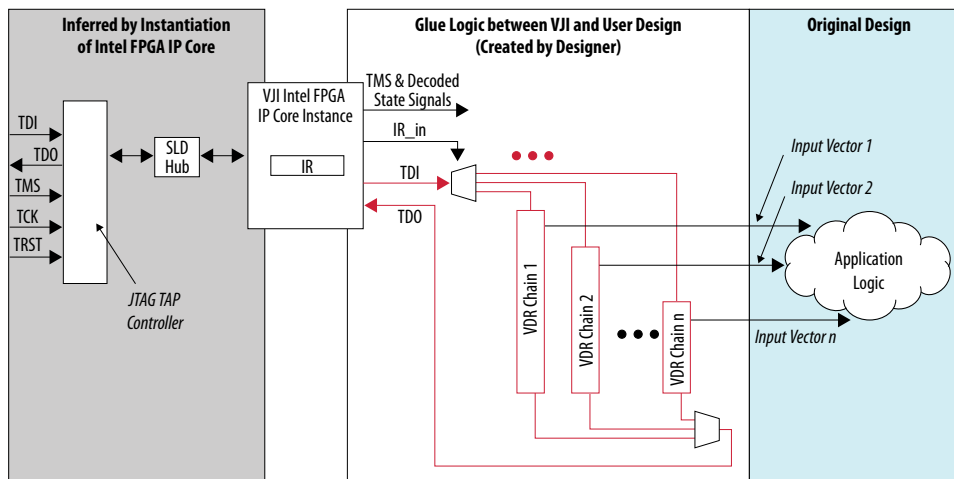 Inferred by Instantiation
of Intel FPGA IP Core
Glue Logic between VJI and User Design
(Created by Designer)
Original Design
TDI
TDO
TMS
TCK
TRST
JTAG TAP
Controller
SLD
Hub
VJI Intel FPGA
IP Core Instance
IR
TMS & Decoded
State Signals
IR_in
TDI
TDO
VDR Chain 1
VDR Chain 2
VDR Chain n
Input Vector 1
Input Vector 2
Application
Logic
Input Vector n